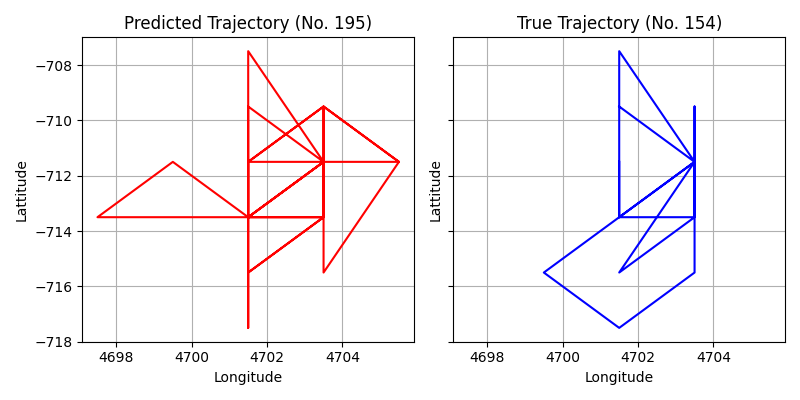 Predicted Trajectory (No. 195)
True Trajectory (No. 154)
−708
−710
−712
−714
−716
−718
Lattitude
Lattitude
4698 4700 4702 4704
4698 4700 4702 4704
Longitude
Longitude